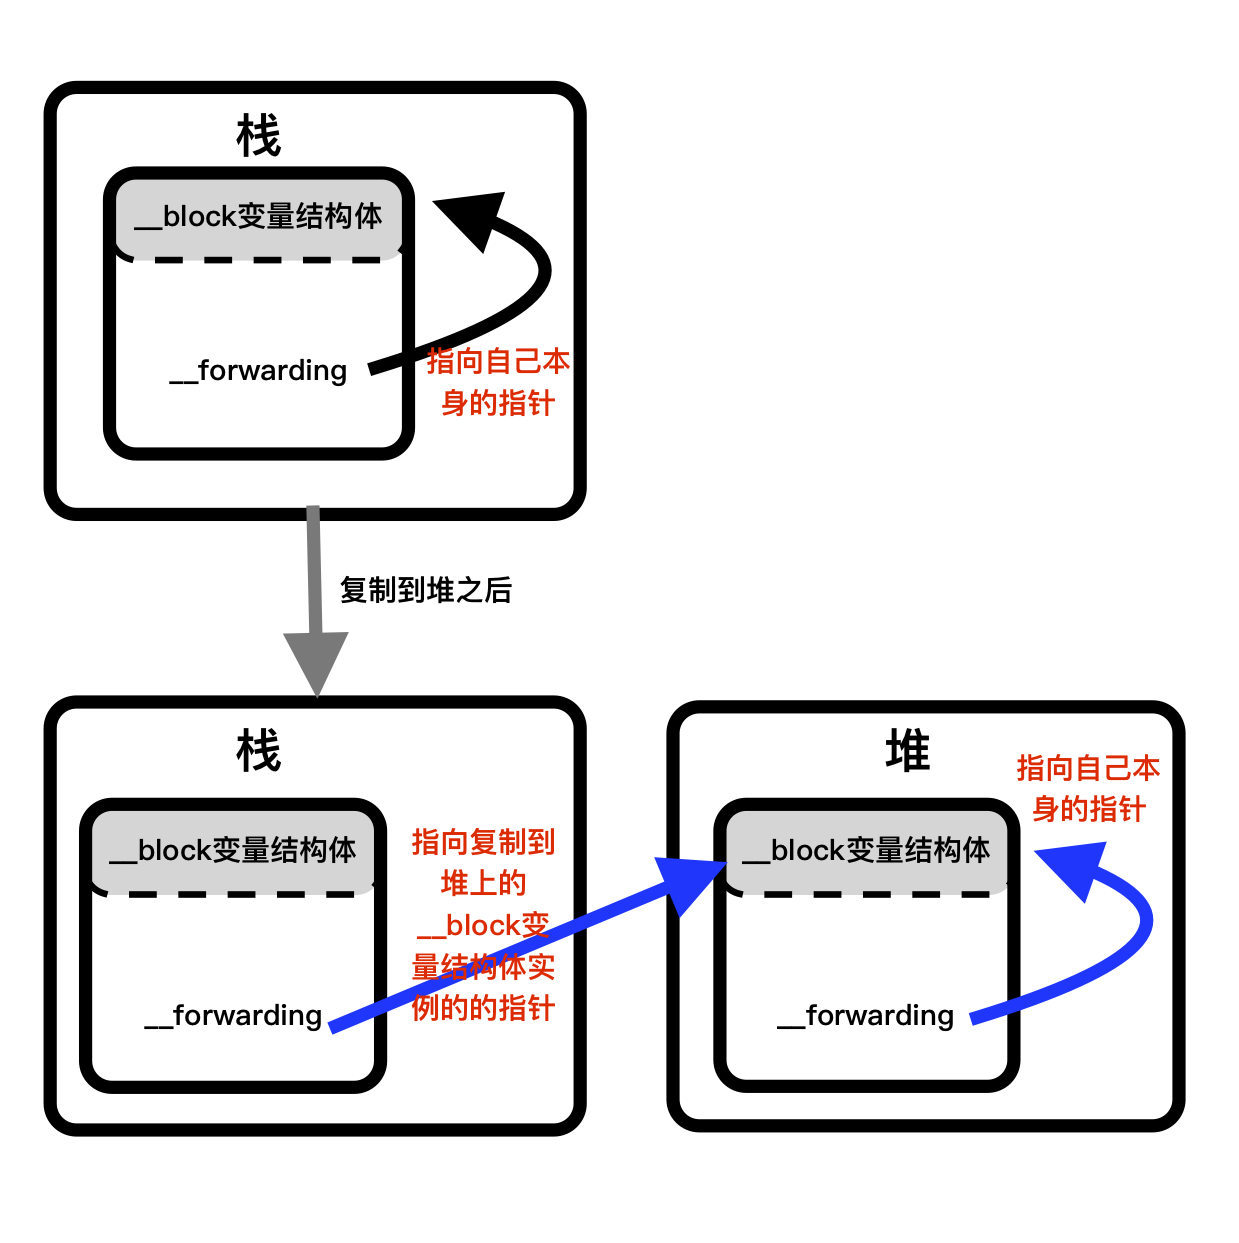 栈
__block变量结构体
__forwarding
指向自己本
身的指针
复制到堆之后
栈
__block变量结构体
__forwarding
指向复制到
堆上的
__block变
量结构体实
例的的指针
堆
指向自己本
身的指针
__block变量结构体
__forwarding